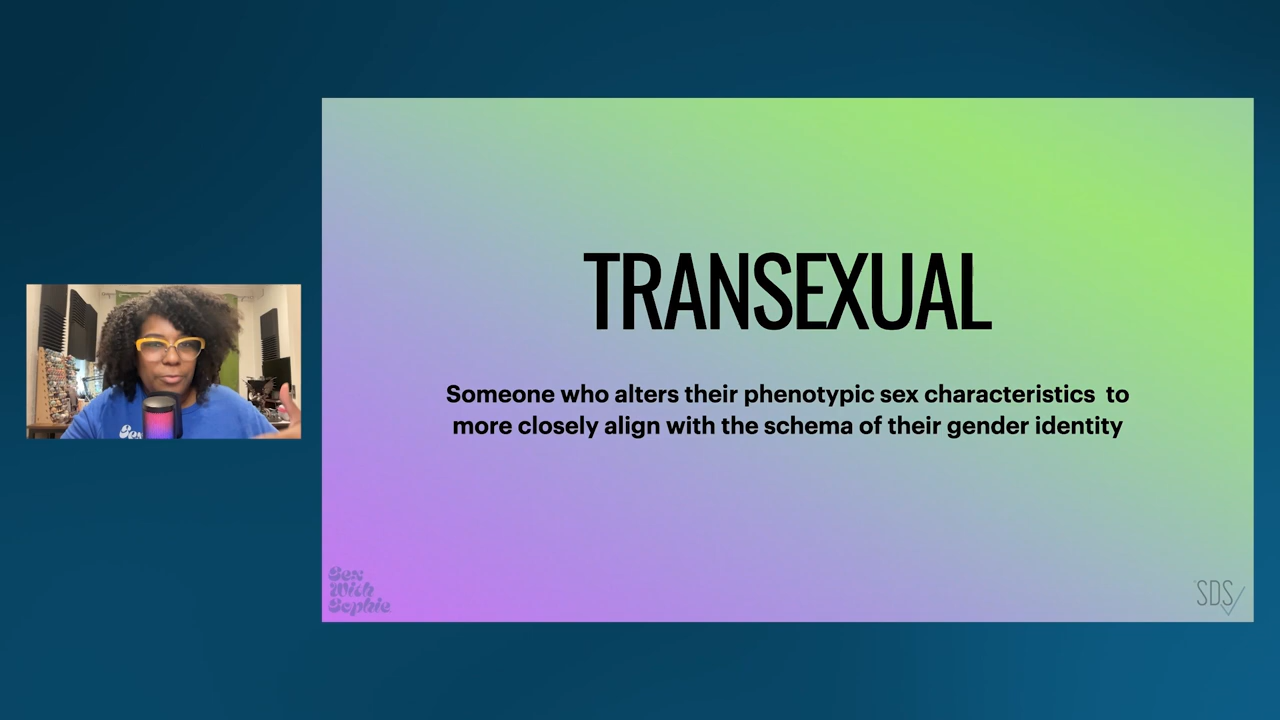 TRANSEXUAL
Someone who alters their phenotypic sex characteristics to
more closely align with the schema of their gender identity
Sex
With
Sophie
SDS
Sex